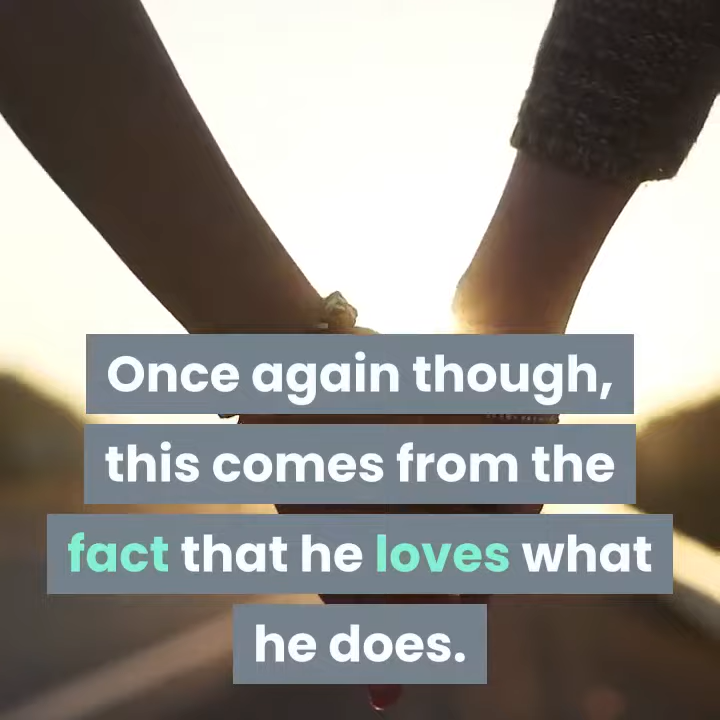 Once again though,
this comes from the
fact that he loves what
he does.